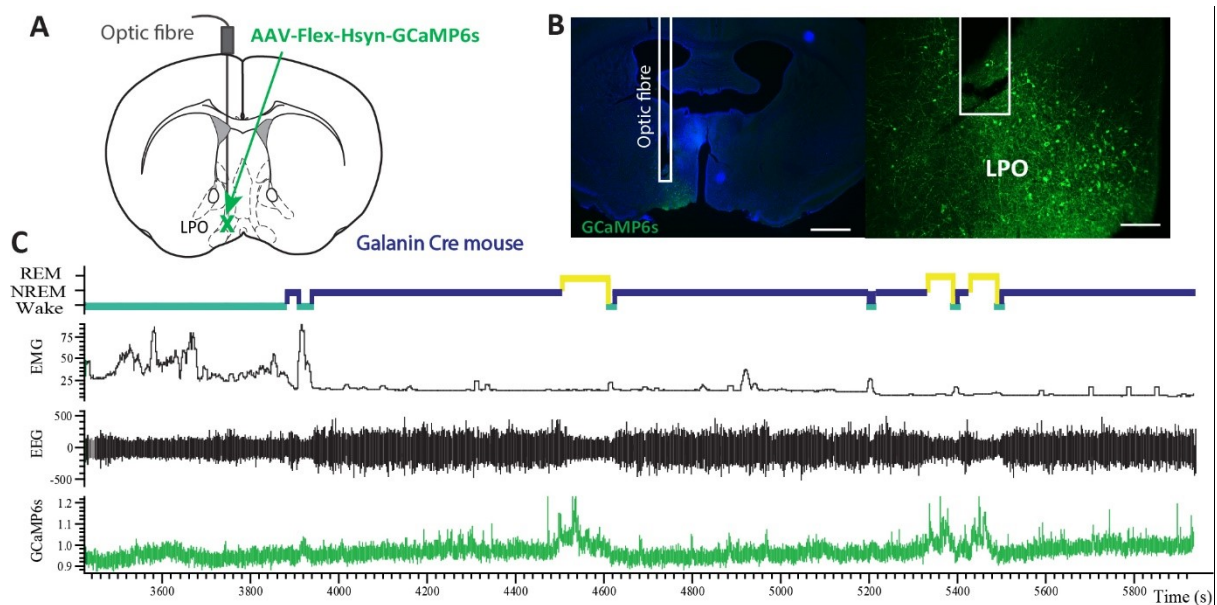 A
Optic fibre
AAV-Flex-Hsyn-GCaMP6s
LPO
X
Galanin Cre mouse
B
Optic fibre
GCaMP6s
LPO
C
REM
NREM
Wake
EMG
75
50
25
EEG
500
0
-500
GCaMP6s
1.2
1.1
1.0
0.9
3600 3800 4000 4200 4400 4600 4800 5000 5200 5400 5600 5800 Time (s)